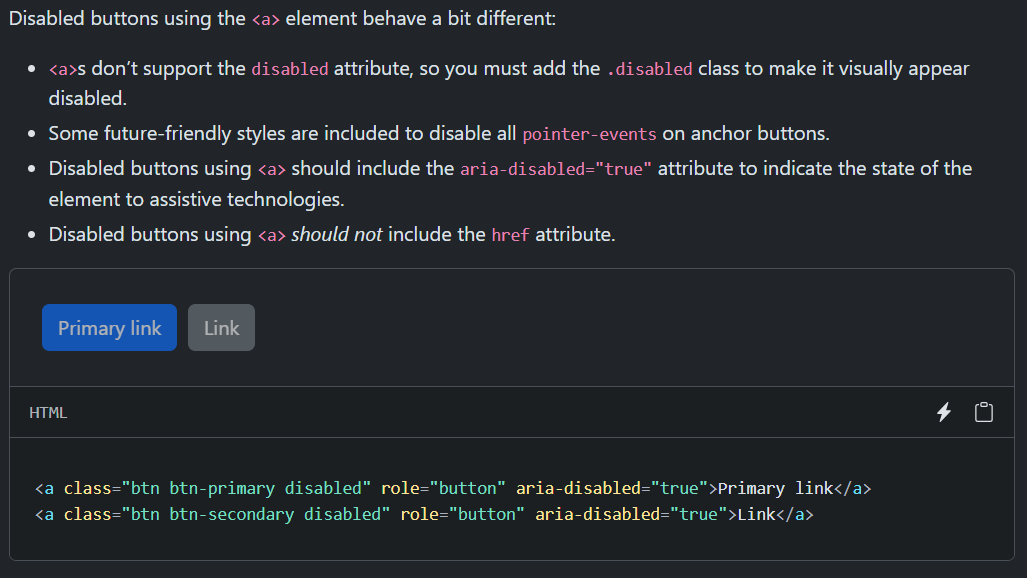 Disabled buttons using the <a> element behave a bit different:
<a>s don’t support the disabled attribute, so you must add the .disabled class to make it visually appear
disabled.
Some future-friendly styles are included to disable all pointer-events on anchor buttons.
Disabled buttons using <a> should include the aria-disabled="true" attribute to indicate the state of the
element to assistive technologies.
Disabled buttons using <a> should not include the href attribute.
Primary link Link
HTML
<a class="btn btn-primary disabled" role="button" aria-disabled="true">Primary link</a>
<a class="btn btn-secondary disabled" role="button" aria-disabled="true">Link</a>